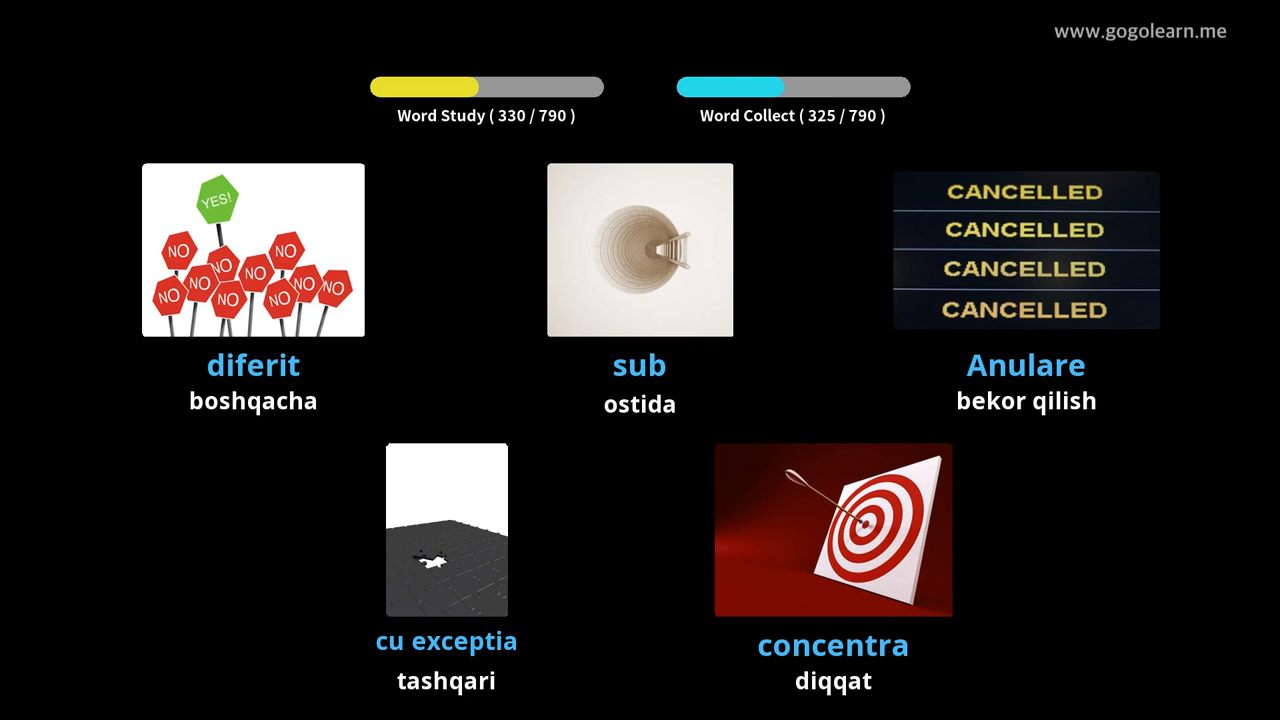 www.gogolearn.me
Word Study ( 330 / 790 )
Word Collect ( 325 / 790 )
YES!
NO
NO
NO
NO
NO
NO
NO
NO
NO
NO
CANCELLED
CANCELLED
CANCELLED
CANCELLED
diferit
sub
Anulare
boshqacha
ostida
bekor qilish
cu exceptia
concentra
tashqari
diqqat